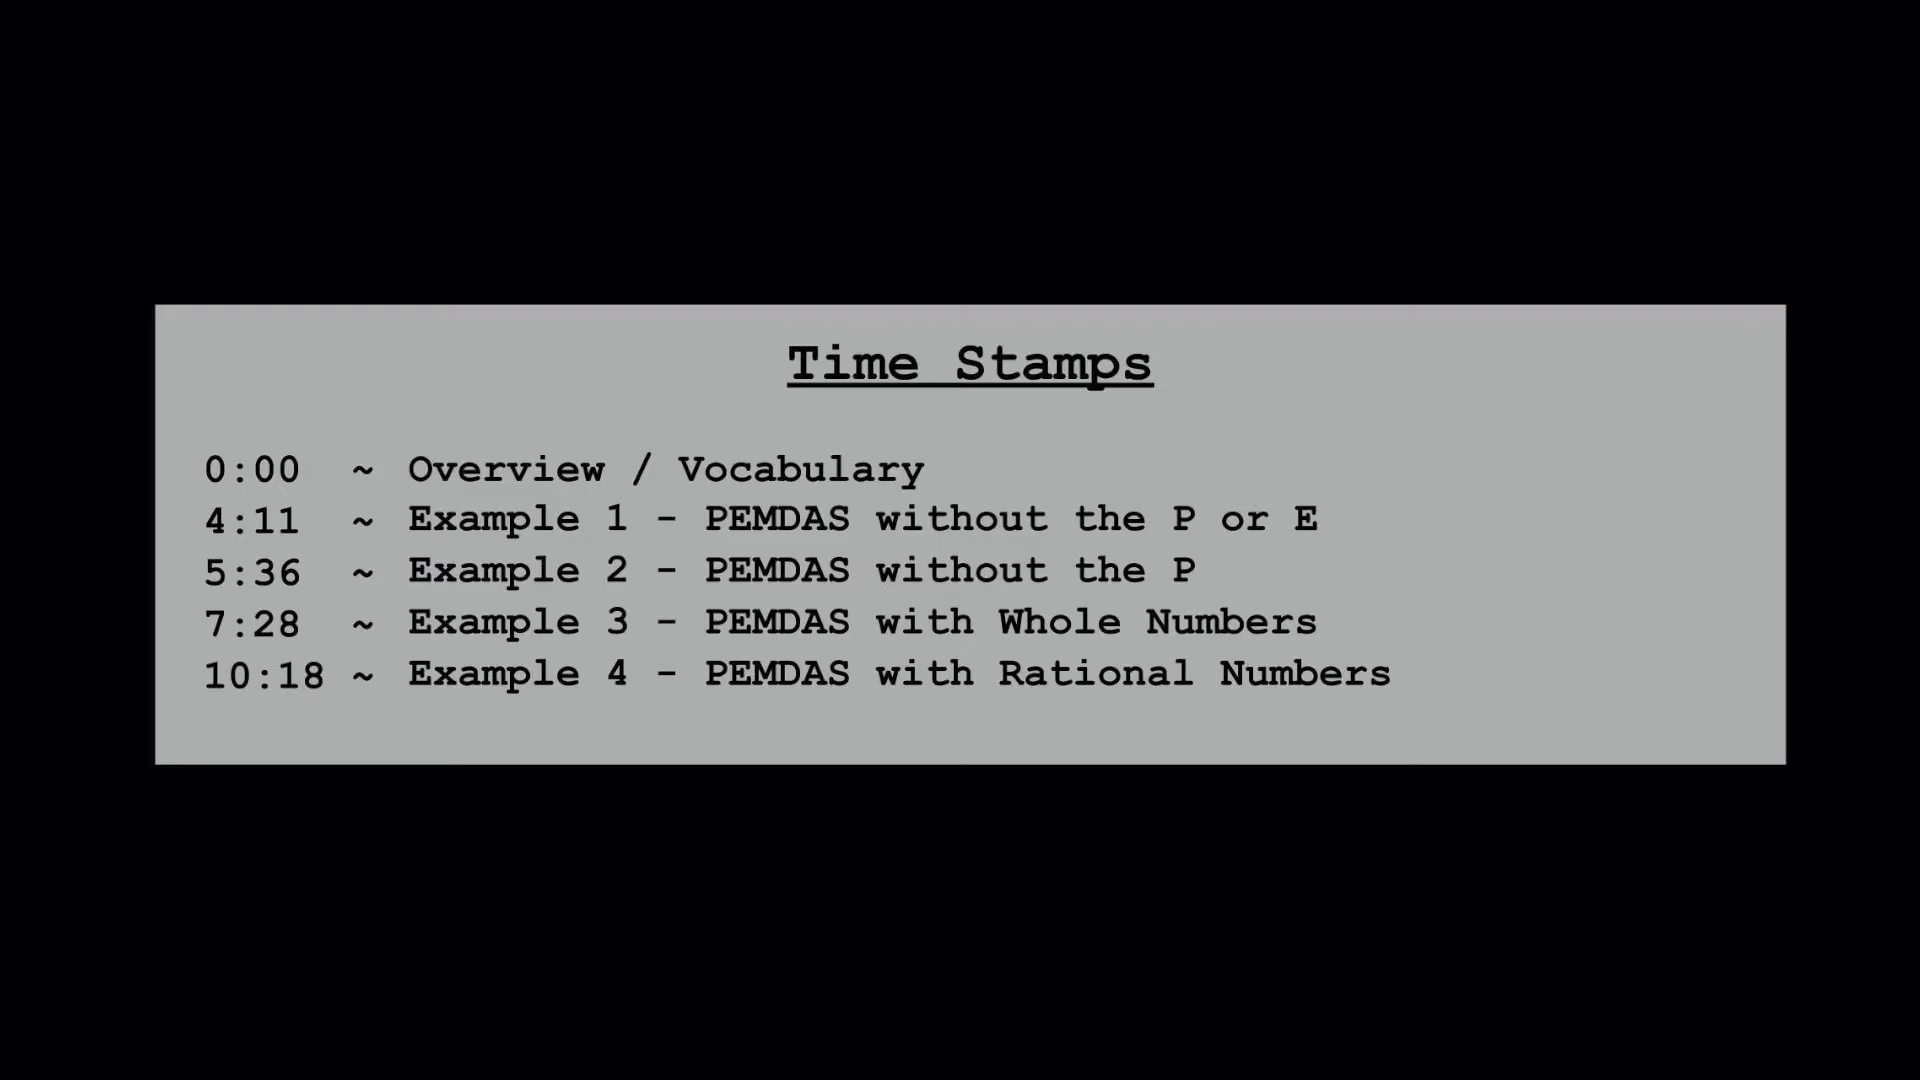 Time Stamps
0:00 ~ Overview / Vocabulary
4:11 ~ Example 1 - PEMDAS without the P or E
5:36 ~ Example 2 - PEMDAS without the P
7:28 ~ Example 3 - PEMDAS with Whole Numbers
10:18 ~ Example 4 - PEMDAS with Rational Numbers